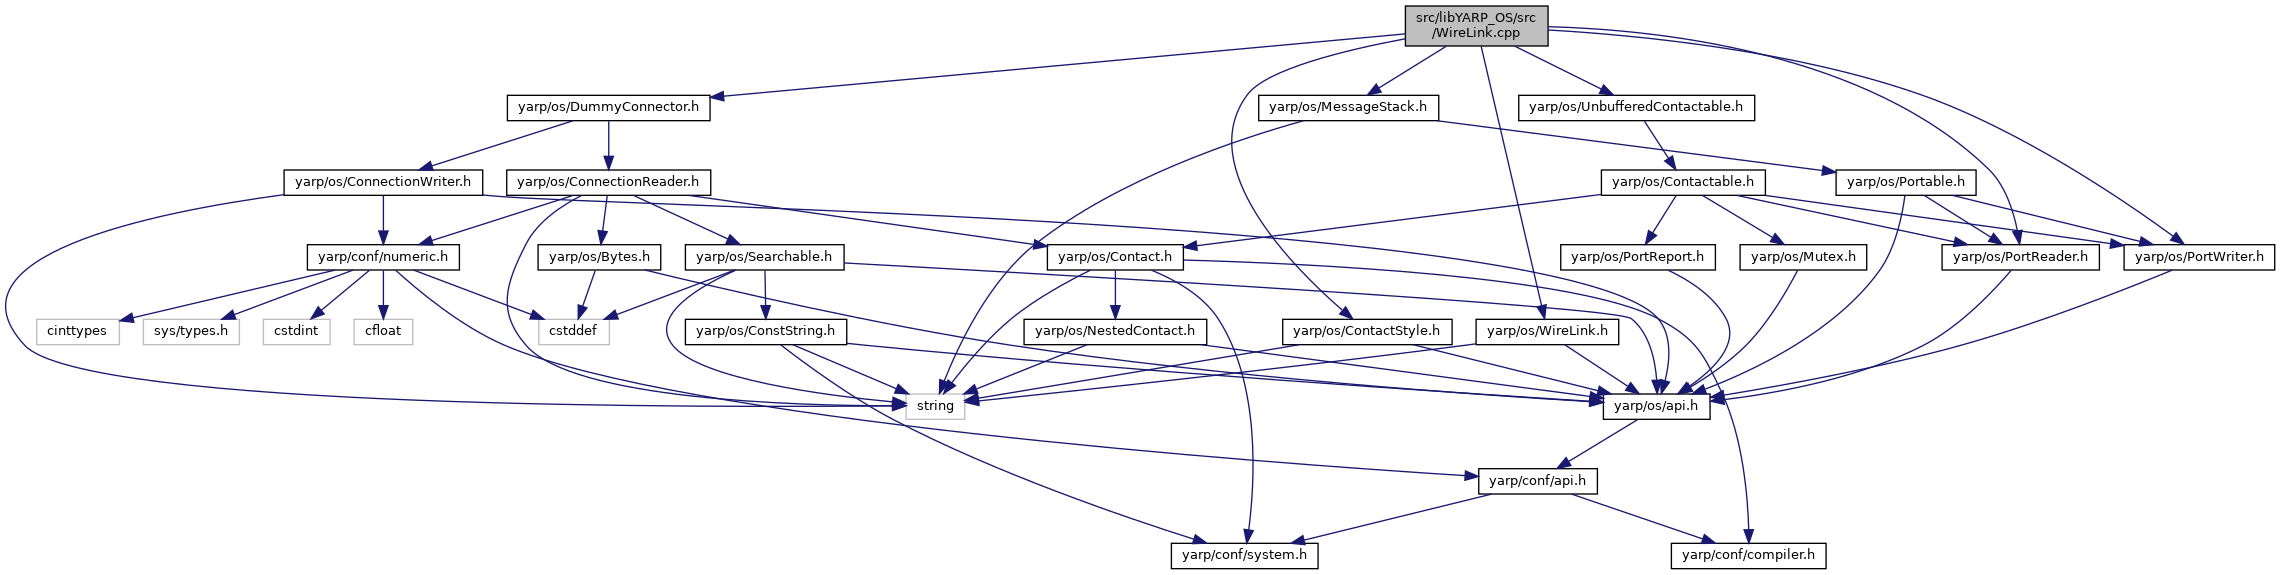 src/libYARP_OS/src
/WireLink.cpp
yarp/os/DummyConnector.h
yarp/os/MessageStack.h
yarp/os/UnbufferedContactable.h
yarp/os/ConnectionWriter.h
yarp/os/ConnectionReader.h
yarp/os/Contactable.h
yarp/os/Portable.h
yarp/conf/numeric.h
yarp/os/Bytes.h
yarp/os/Searchable.h
yarp/os/Contact.h
yarp/os/PortReport.h
yarp/os/Mutex.h
yarp/os/PortReader.h
yarp/os/PortWriter.h
cinttypes
sys/types.h
cstdint
cfloat
cstddef
yarp/os/ConstString.h
yarp/os/NestedContact.h
yarp/os/ContactStyle.h
yarp/os/WireLink.h
string
yarp/os/api.h
yarp/conf/api.h
yarp/conf/system.h
yarp/conf/compiler.h